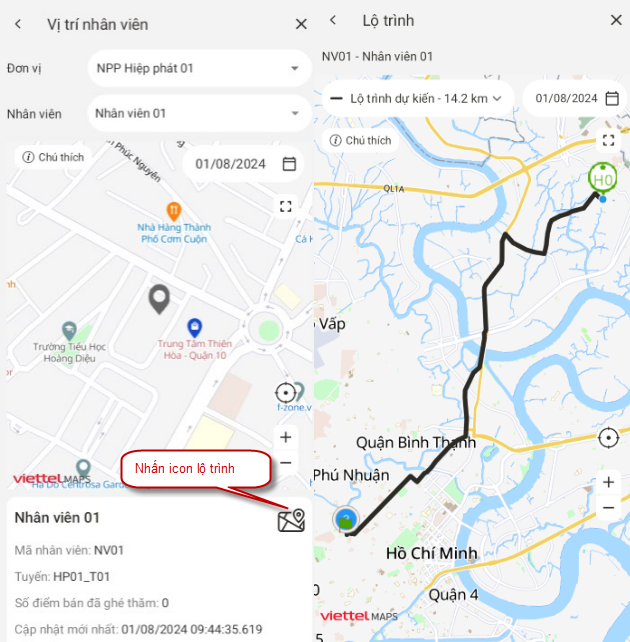 Vị trí nhân viên
Đơn vị
NPP Hiệp phát 01
Nhân viên
Nhân viên 01
Chú thích
01/08/2024
Phúc Nguyên
Nhà Hàng Thành
Phố Cơm Cuộn
Trường Tiểu Học
Hoàng Diệu
Trung Tâm Thiên
Hòa - Quận 10
f-zone.v
Nhấn icon lộ trình
viettel MAPS
Ha Do Centrosa Gard
Nhân viên 01
Mã nhân viên: NV01
Tuyến: HP01_T01
Số điểm bán đã ghé thăm: 0
Cập nhật mới nhất: 01/08/2024 09:44:35.619
Lộ trình
NV01 - Nhân viên 01
Lộ trình dự kiến - 14.2 km
01/08/2024
Chú thích
QL1A
H0
Vấp
Quận Bình Thạnh
Phú Nhuận
Hồ Chí Minh
Quận 4
viettel MAPS
5